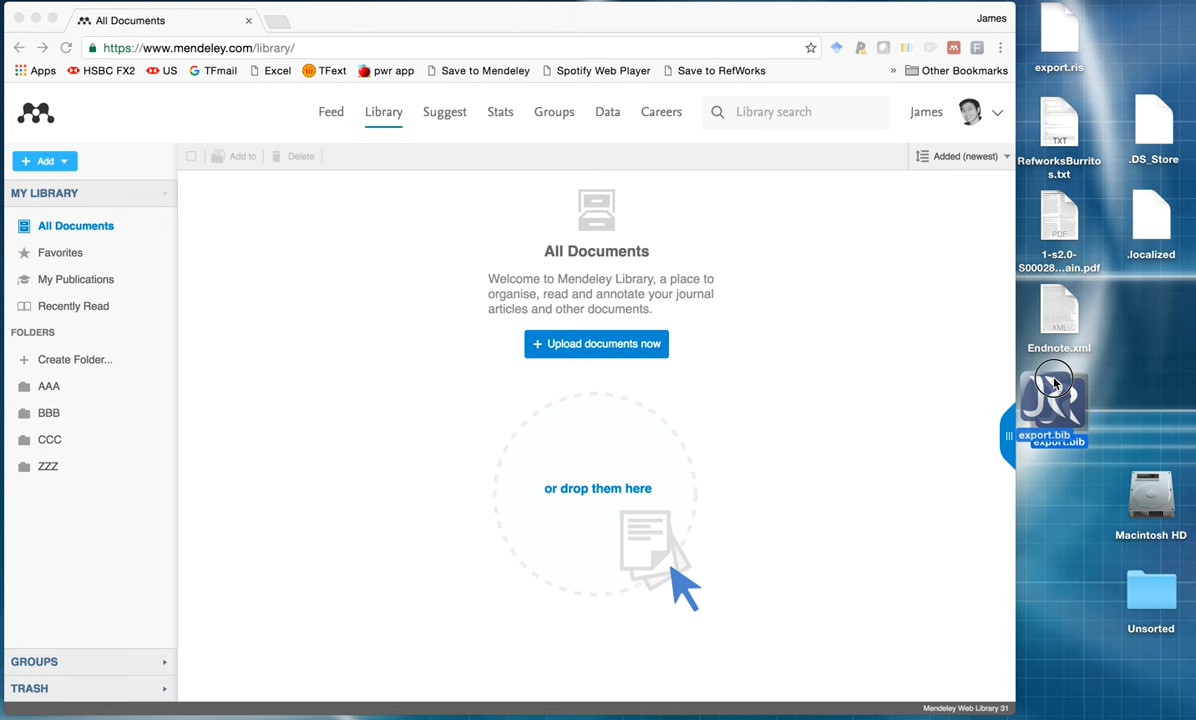 All Documents
James
https://www.mendeley.com/library/
Apps
HSBC FX2
US
TFmail
Excel
TFext
pwr app
Save to Mendeley
Spotify Web Player
Save to RefWorks
»
Other Bookmarks
Feed
Library
Suggest
Stats
Groups
Data
Careers
Library search
James
+ Add
Add to
Delete
Added (newest)
MY LIBRARY
All Documents
Favorites
My Publications
Recently Read
FOLDERS
+ Create Folder...
AAA
BBB
CCC
ZZZ
GROUPS
TRASH
All Documents
Welcome to Mendeley Library, a place to
organise, read and annotate your journal
articles and other documents.
+ Upload documents now
or drop them here
Mendeley Web Library 31
export.ris
TXT
RefworksBurrito
s.txt
.DS_Store
PDF
1-s2.0-
S00028...ain.pdf
.localized
XML
Endnote.xml
export.bib
export.bib
Macintosh HD
Unsorted